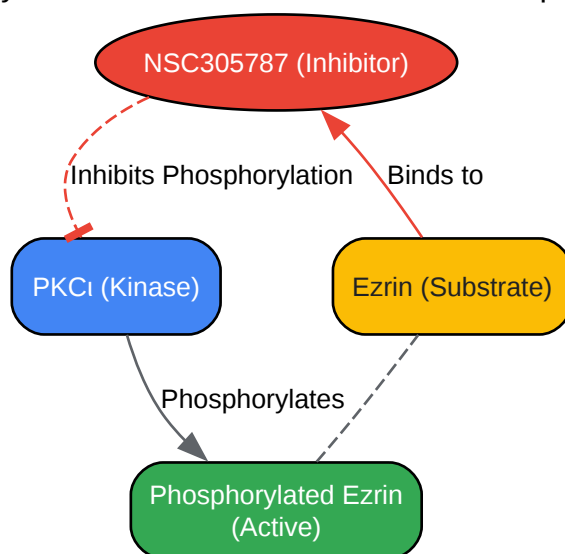 NSC305787 (Inhibitor)
Inhibits Phosphorylation
Binds to
PKCι (Kinase)
Ezrin (Substrate)
Phosphorylates
Phosphorylated Ezrin
(Active)